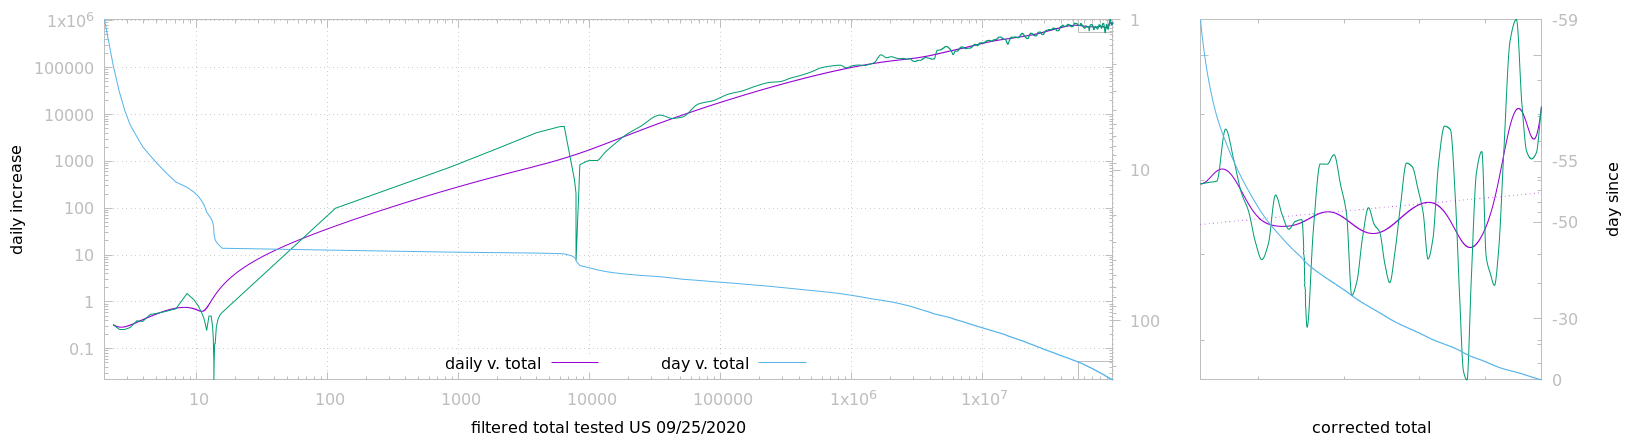 1x10^6
100000
10000
1000
100
10
1
0.1
daily increase
10
100
1000
10000
100000
1x10^6
1x10^7
filtered total tested US 09/25/2020
daily v. total
day v. total
1
10
100
-59
-55
-50
-30
0
day since
corrected total